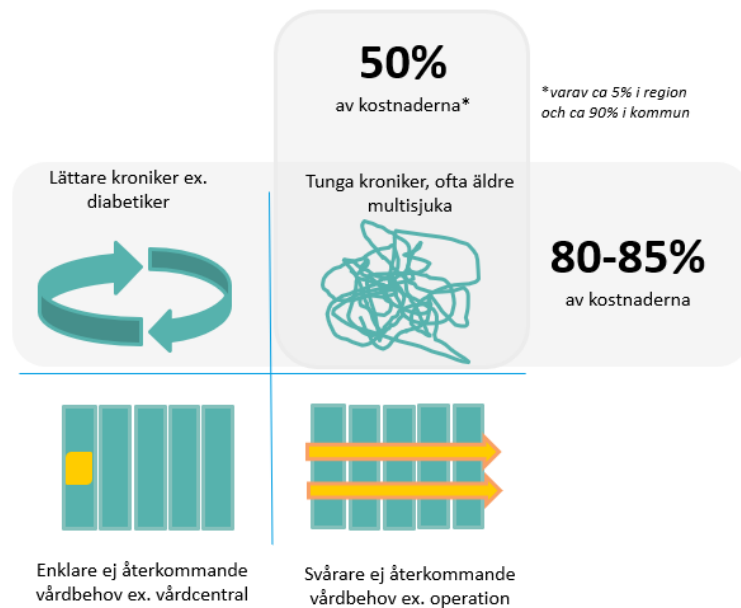 50%
av kostnaderna*
*varav ca 5% i region
och ca 90% i kommun
Lättare kroniker ex.
diabetiker
Tunga kroniker, ofta äldre
multisjuka
80-85%
av kostnaderna
Enklare ej återkommande
vårdbehov ex. vårdcentral
Svårare ej återkommande
vårdbehov ex. operation